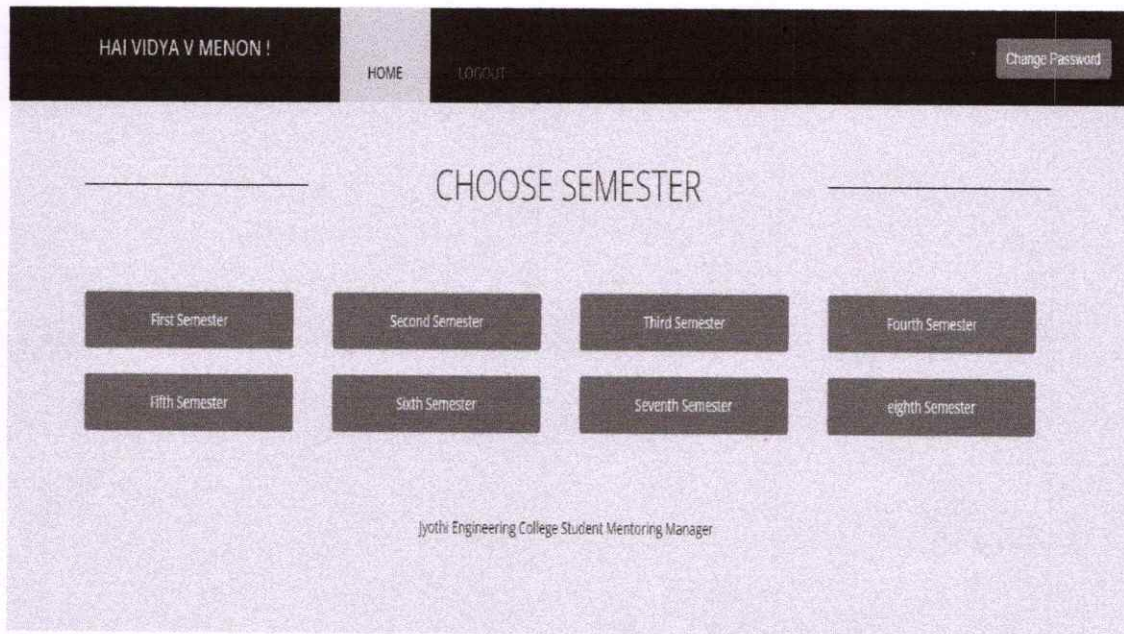 HAI VIDYA V MENON !
HOME LOGOUT
Change Password
CHOOSE SEMESTER
First Semester Second Semester Third Semester Fourth Semester
Fifth Semester Sixth Semester Seventh Semester eighth Semester
Jyothi Engineering College Student Mentoring Manager